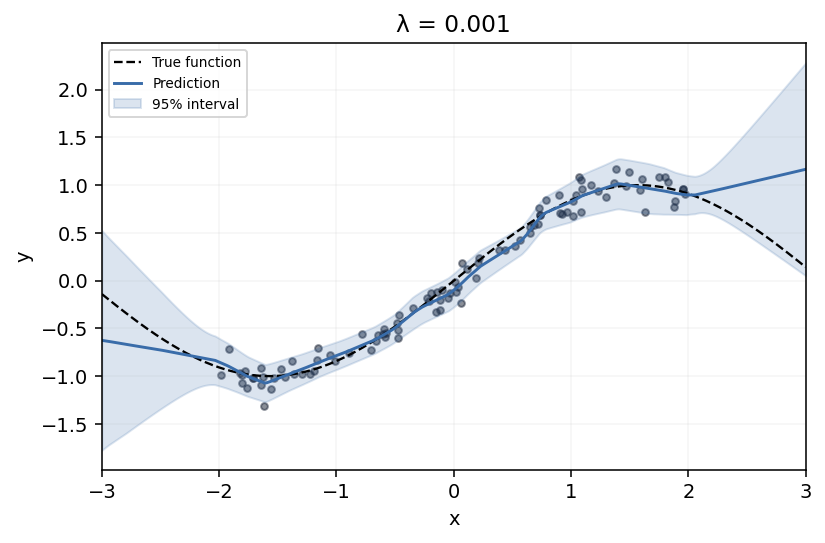 λ = 0.001
True function
Prediction
95% interval
y
2.0
1.5
1.0
0.5
0.0
−0.5
−1.0
−1.5
−3 −2 −1 0 1 2 3
x